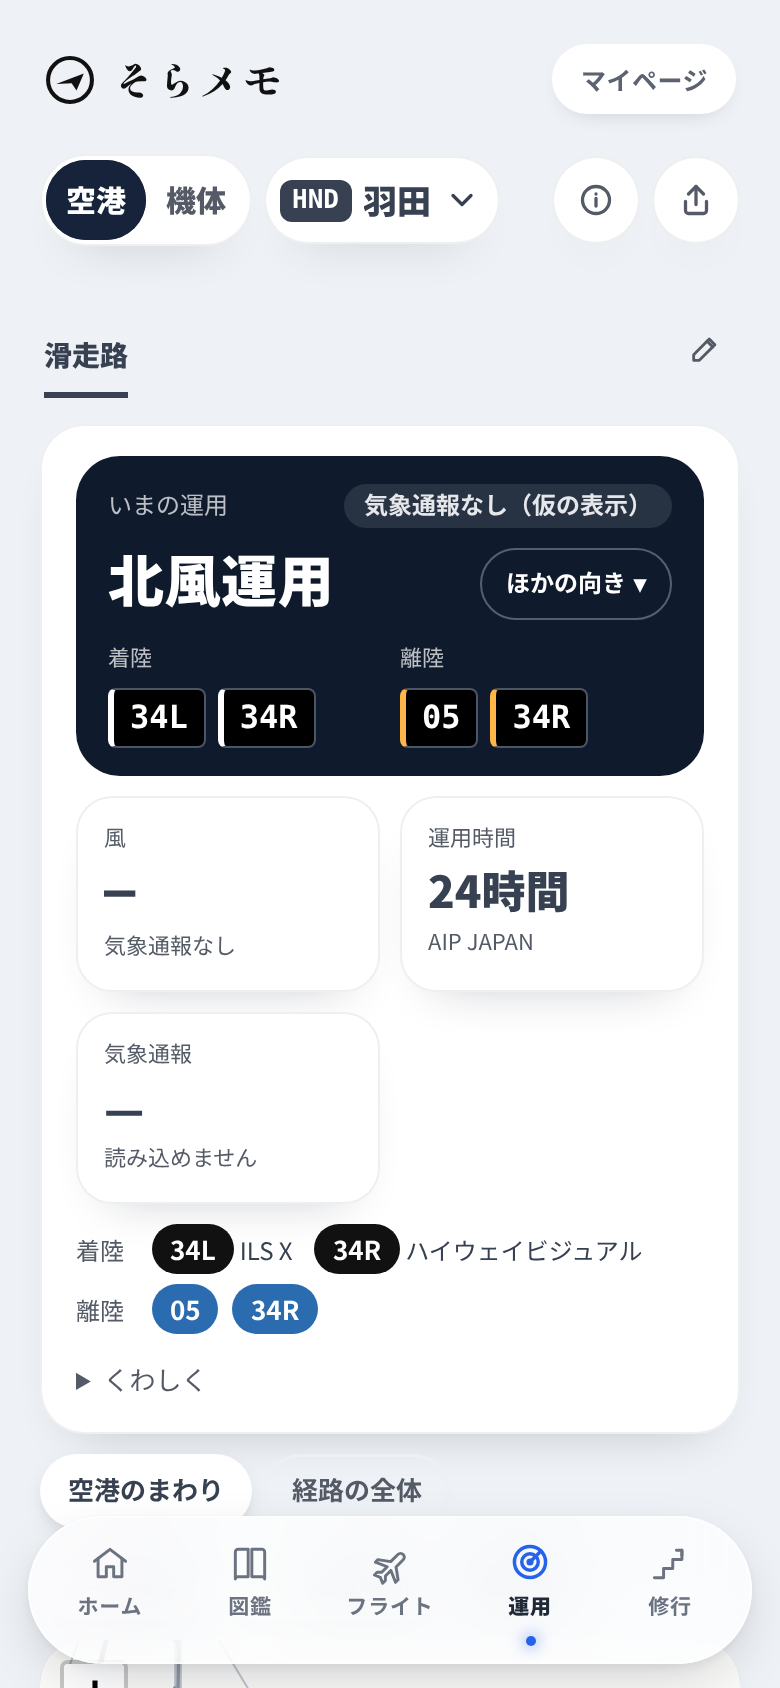 そらメモ
マイページ
空港 機体 HND 羽田
滑走路
いまの運用 気象通報なし（仮の表示）
北風運用 ほかの向き ▾
着陸 離陸
34L 34R 05 34R
風 運用時間
— 24時間
気象通報なし AIP JAPAN
気象通報
—
読み込めません
着陸 34L ILS X 34R ハイウェイビジュアル
離陸 05 34R
▶ くわしく
空港のまわり 経路の全体
ホーム 図鑑 フライト 運用 修行
+